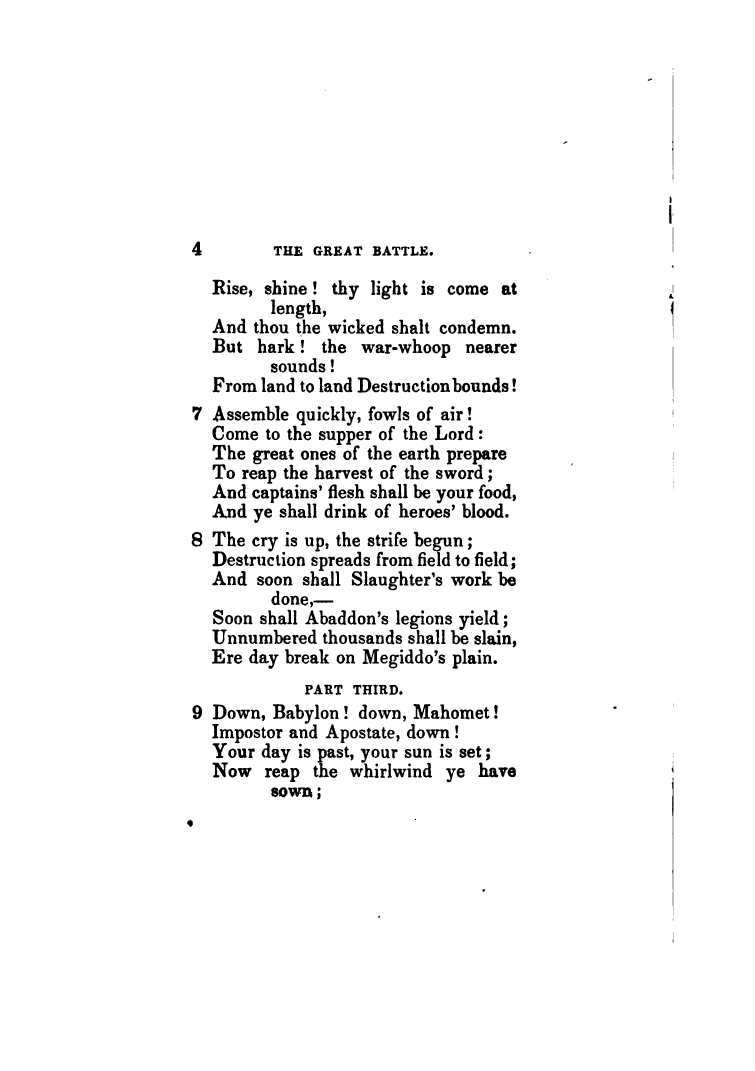 4 THE GREAT BATTLE.
Rise, shine ! thy light is come at
length,
And thou the wicked shalt condemn.
But hark ! the war-whoop nearer
sounds !
From land to land Destruction bounds !
7 Assemble quickly, fowls of air !
Come to the supper of the Lord :
The great ones of the earth prepare
To reap the harvest of the sword ;
And captains' flesh shall be your food,
And ye shall drink of heroes' blood.
8 The cry is up, the strife begun ;
Destruction spreads from field to field ;
And soon shall Slaughter's work be
done,—
Soon shall Abaddon's legions yield ;
Unnumbered thousands shall be slain,
Ere day break on Megiddo's plain.
PART THIRD.
9 Down, Babylon ! down, Mahomet !
Impostor and Apostate, down !
Your day is past, your sun is set ;
Now reap the whirlwind ye have
sown ;